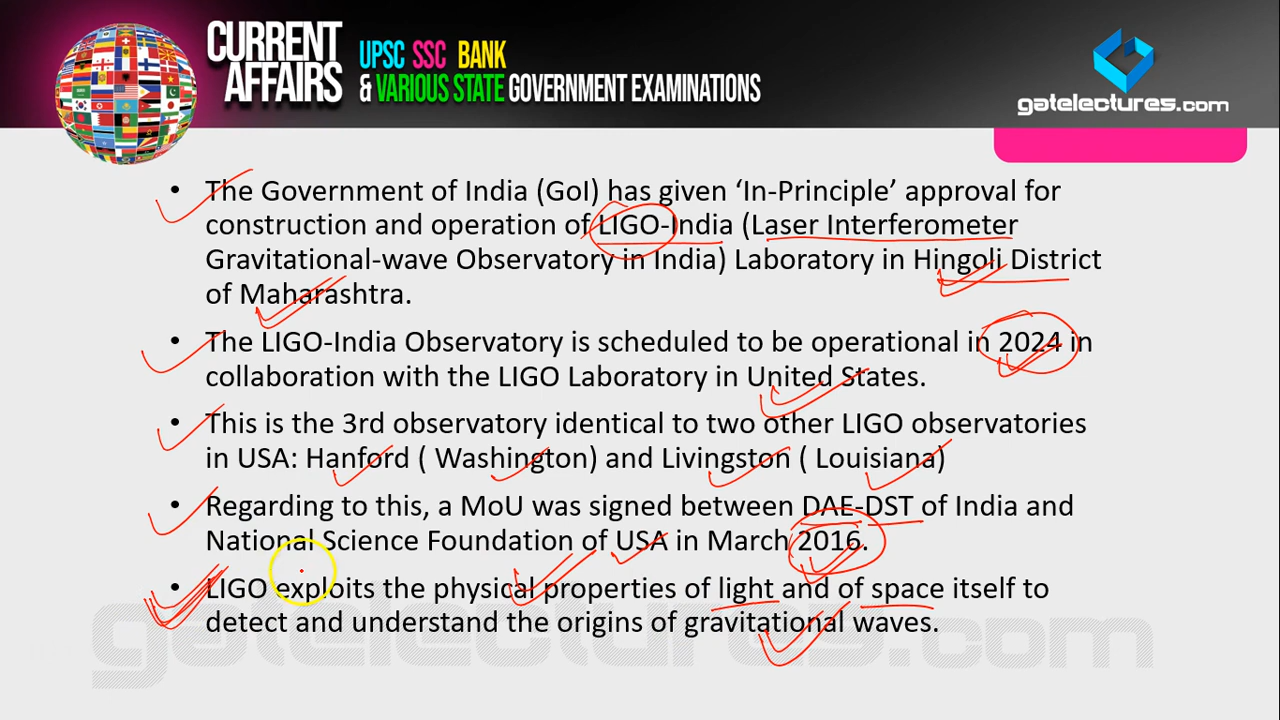 CURRENT
AFFAIRS
UPSC SSC BANK
& VARIOUS STATE GOVERNMENT EXAMINATIONS
gatelectures.com
• The Government of India (GoI) has given ‘In-Principle’ approval for
construction and operation of LIGO-India (Laser Interferometer
Gravitational-wave Observatory in India) Laboratory in Hingoli District
of Maharashtra.
• The LIGO-India Observatory is scheduled to be operational in 2024 in
collaboration with the LIGO Laboratory in United States.
• This is the 3rd observatory identical to two other LIGO observatories
in USA: Hanford ( Washington) and Livingston ( Louisiana)
• Regarding to this, a MoU was signed between DAE-DST of India and
National Science Foundation of USA in March 2016.
• LIGO exploits the physical properties of light and of space itself to
detect and understand the origins of gravitational waves.
gatelectures.com